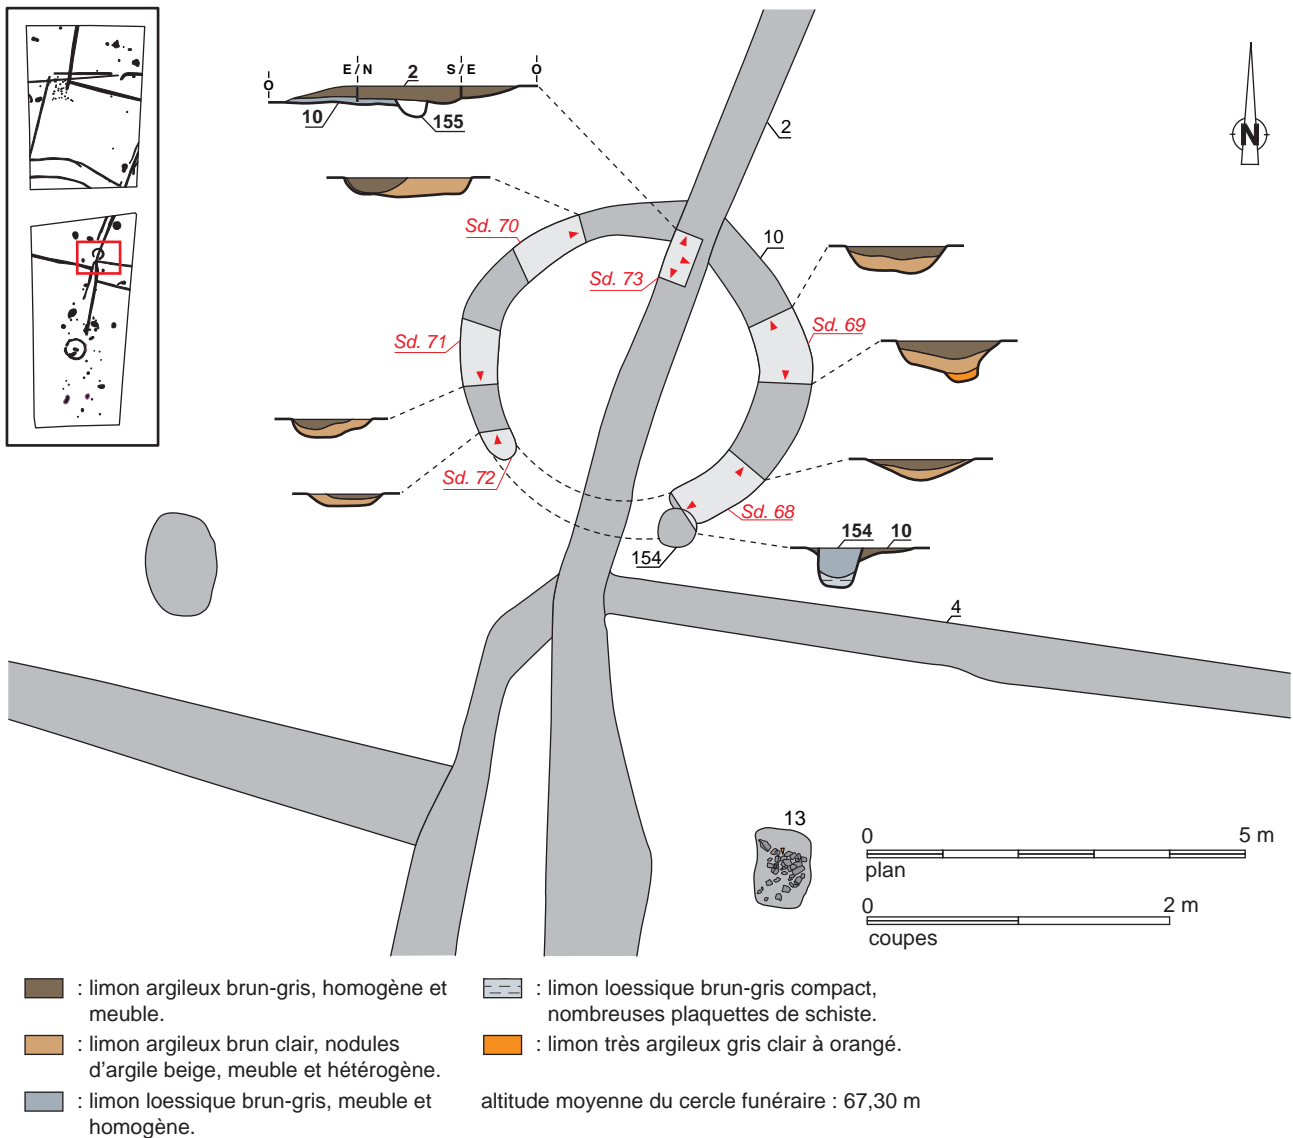 E / N
S / E
O
2
O
10
155
2
N
Sd. 70
10
Sd. 73
Sd. 69
Sd. 71
Sd. 72
Sd. 68
154
154
10
4
13
0
5 m
plan
0
2 m
coupes
: limon argileux brun-gris, homogène et
meuble.
: limon argileux brun clair, nodules
d'argile beige, meuble et hétérogène.
: limon loessique brun-gris, meuble et
homogène.
: limon loessique brun-gris compact,
nombreuses plaquettes de schiste.
: limon très argileux gris clair à orangé.
altitude moyenne du cercle funéraire : 67,30 m